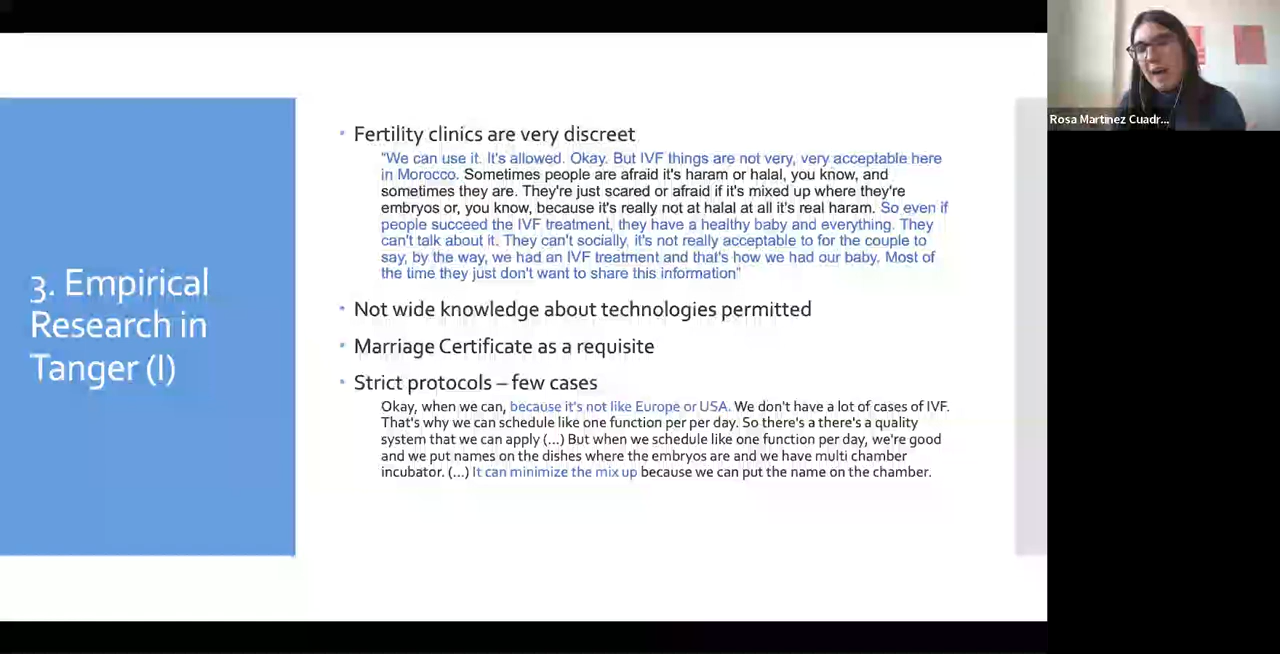 3. Empirical
Research in
Tanger (I)
Fertility clinics are very discreet
"We can use it. It's allowed. Okay. But IVF things are not very, very acceptable here
in Morocco. Sometimes people are afraid it's haram or halal, you know, and
sometimes they are. They're just scared or afraid if it's mixed up where they're
embryos or, you know, because it's really not at halal at all it's real haram. So even if
people succeed the IVF treatment, they have a healthy baby and everything. They
can't talk about it. They can't socially, it's not really acceptable to for the couple to
say, by the way, we had an IVF treatment and that's how we had our baby. Most of
the time they just don't want to share this information"
Not wide knowledge about technologies permitted
Marriage Certificate as a requisite
Strict protocols – few cases
Okay, when we can, because it's not like Europe or USA. We don't have a lot of cases of IVF.
That's why we can schedule like one function per per day. So there's a there's a quality
system that we can apply (...) But when we schedule like one function per day, we're good
and we put names on the dishes where the embryos are and we have multi chamber
incubator. (...) It can minimize the mix up because we can put the name on the chamber.
Rosa Martinez Cuadr...